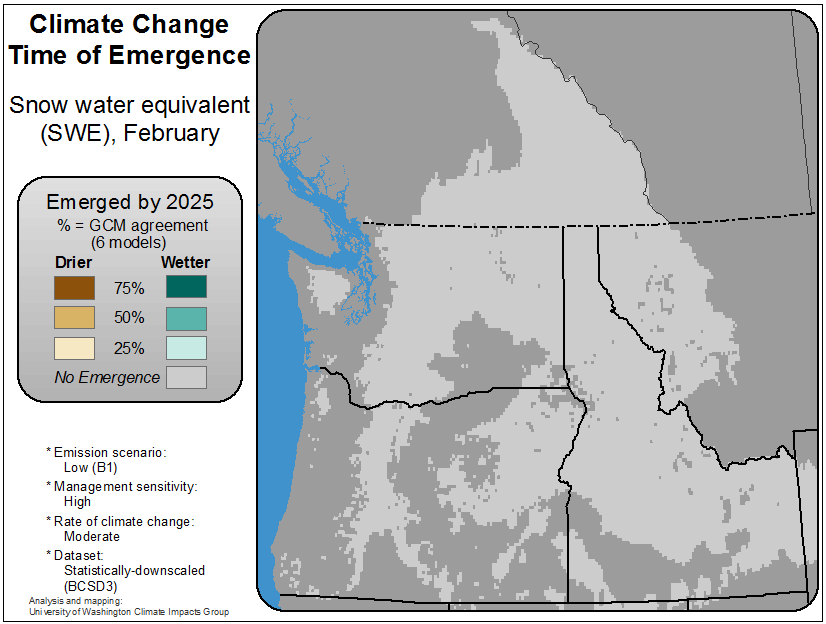 Climate Change
Time of Emergence
Snow water equivalent
(SWE), February
Emerged by 2025
% = GCM agreement
(6 models)
Drier Wetter
75%
50%
25%
No Emergence
* Emission scenario:
Low (B1)
* Management sensitivity:
High
* Rate of climate change:
Moderate
* Dataset:
Statistically-downscaled
(BCSD3)
Analysis and mapping:
University of Washington Climate Impacts Group